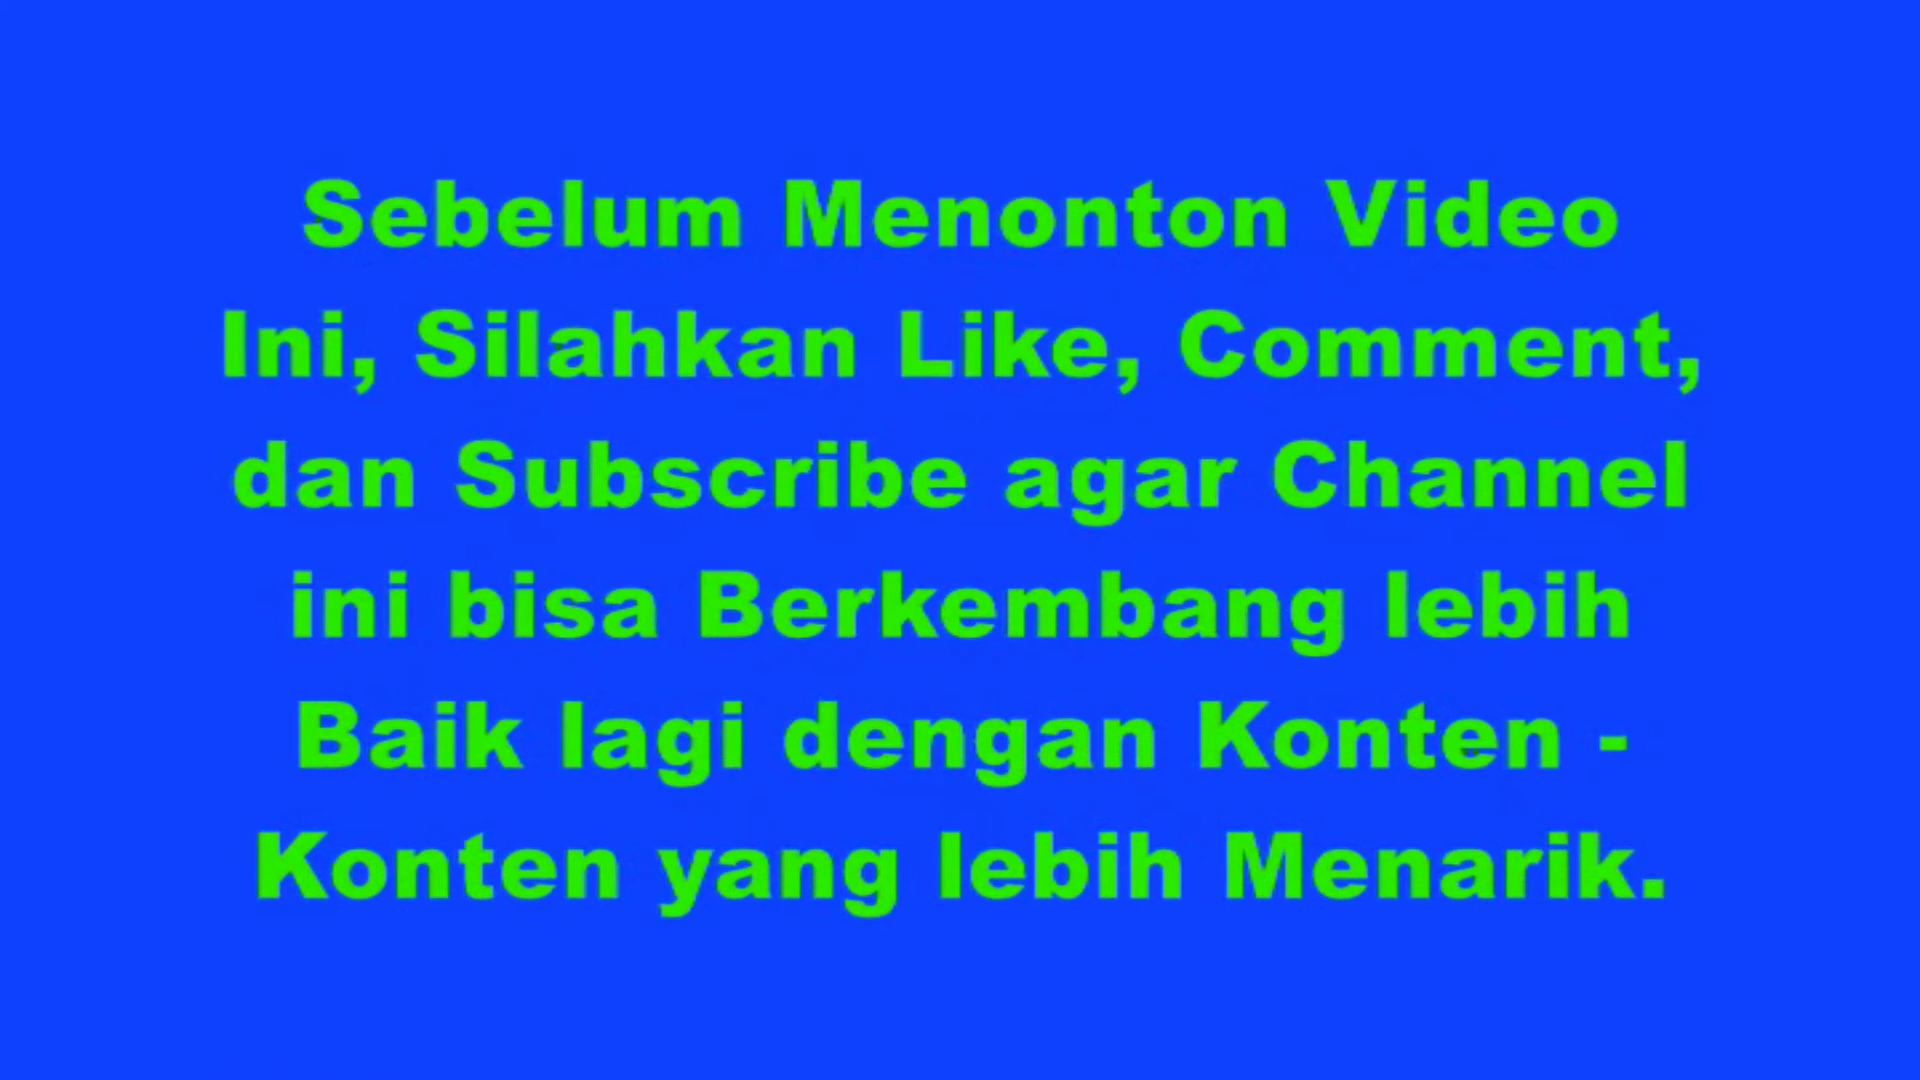 Sebelum Menonton Video
Ini, Silahkan Like, Comment,
dan Subscribe agar Channel
ini bisa Berkembang lebih
Baik lagi dengan Konten -
Konten yang lebih Menarik.